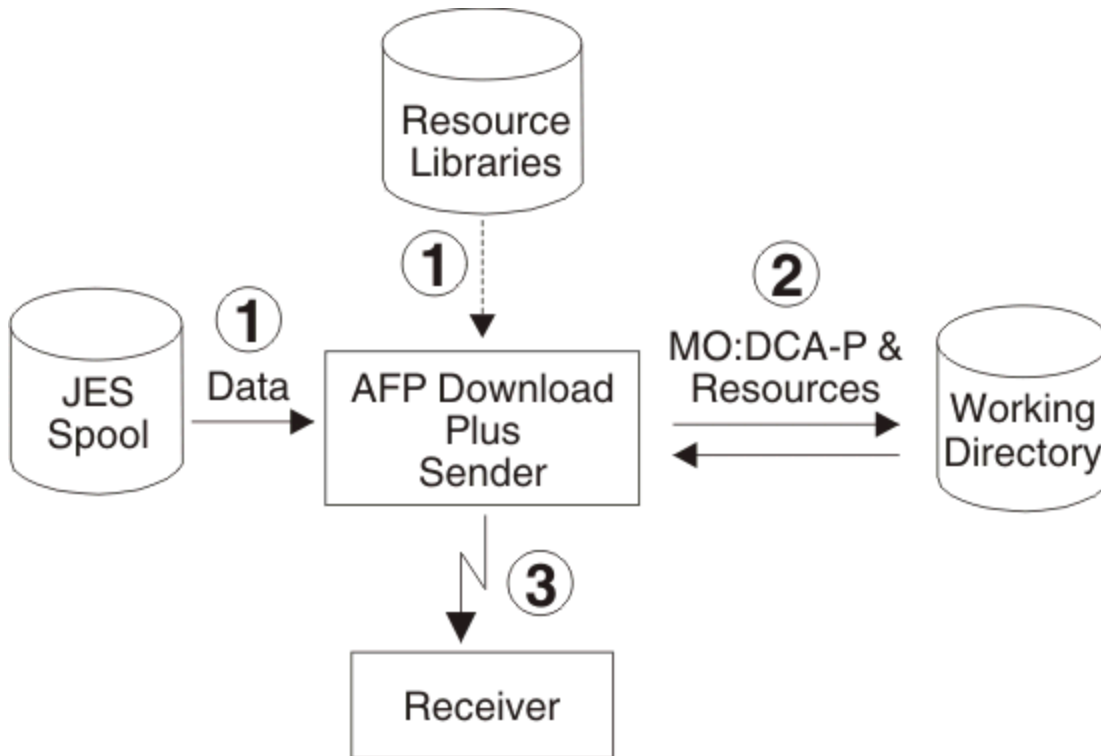 Resource
Libraries
1
2
1
Data
MO:DCA-P &
Resources
JES
Spool
AFP Download
Plus
Sender
Working
Directory
3
Receiver